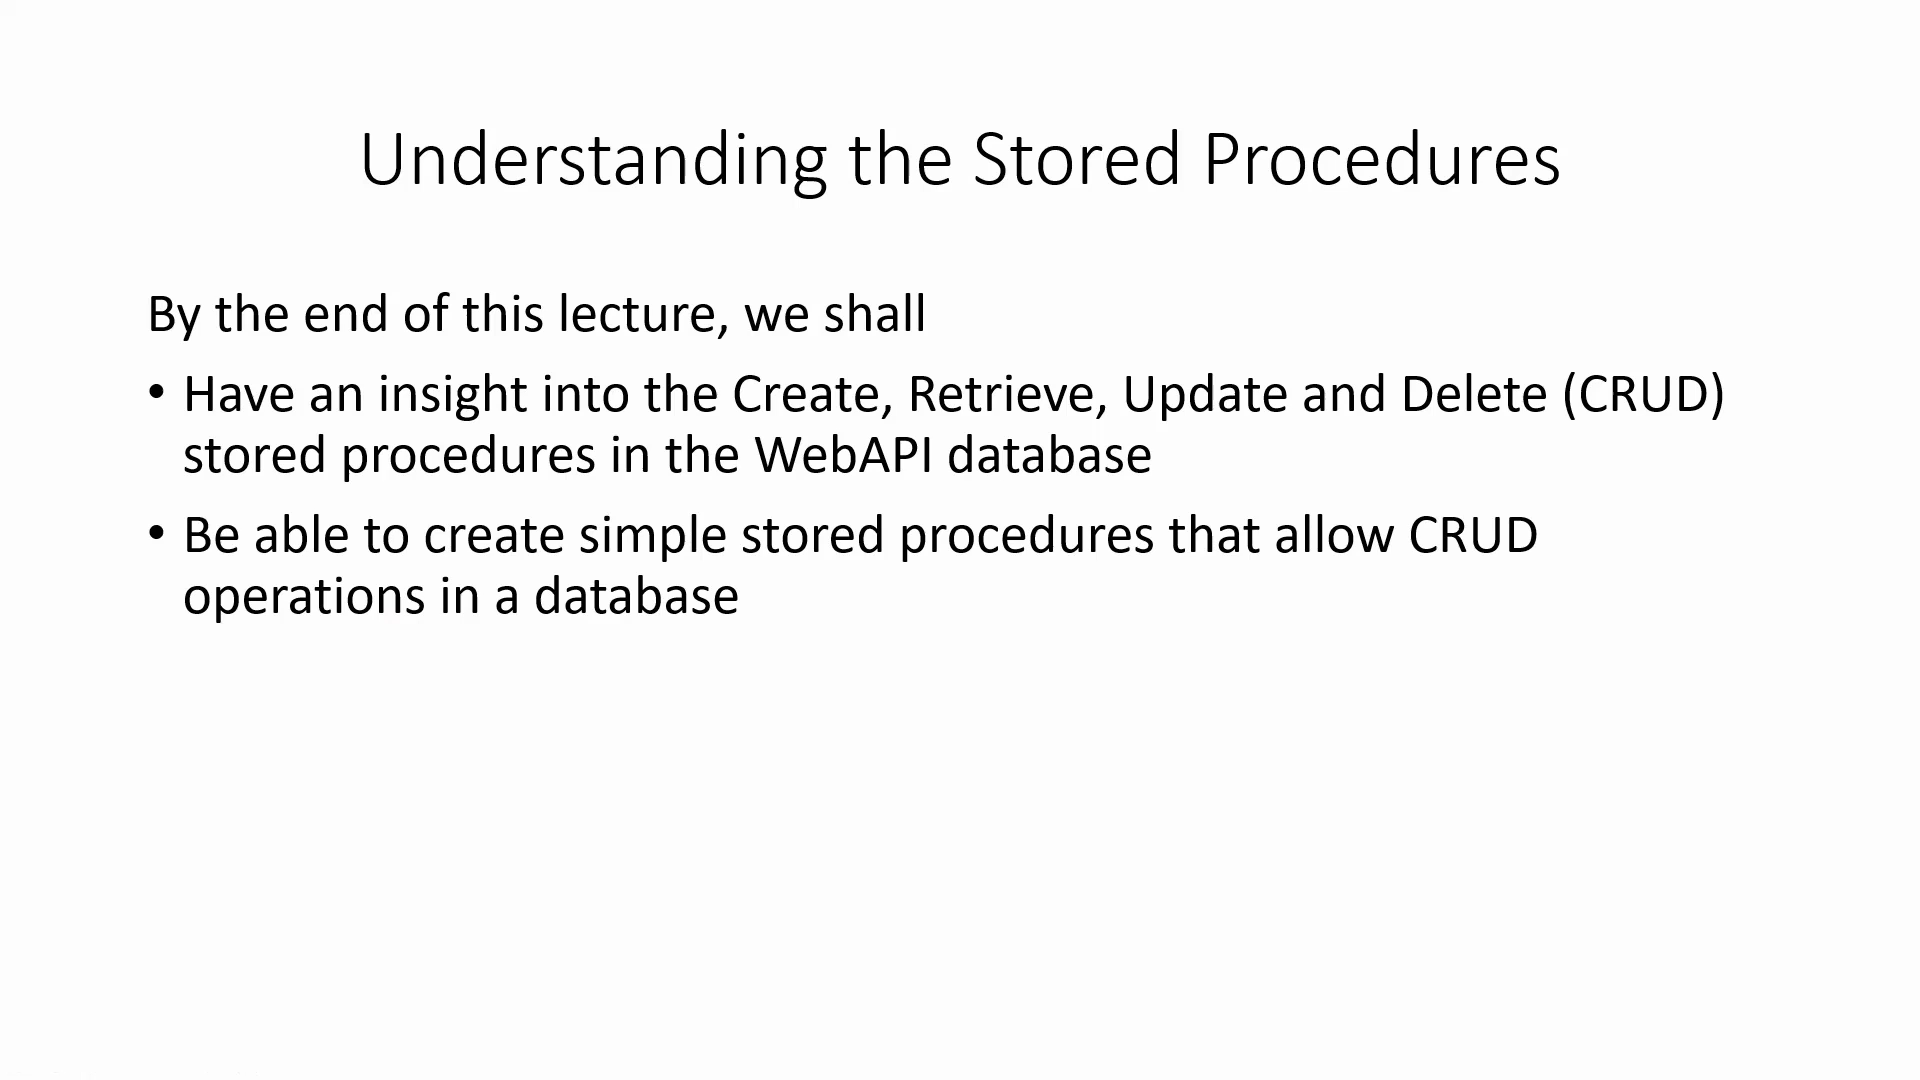 Understanding the Stored Procedures
By the end of this lecture, we shall
• Have an insight into the Create, Retrieve, Update and Delete (CRUD)
stored procedures in the WebAPI database
• Be able to create simple stored procedures that allow CRUD
operations in a database